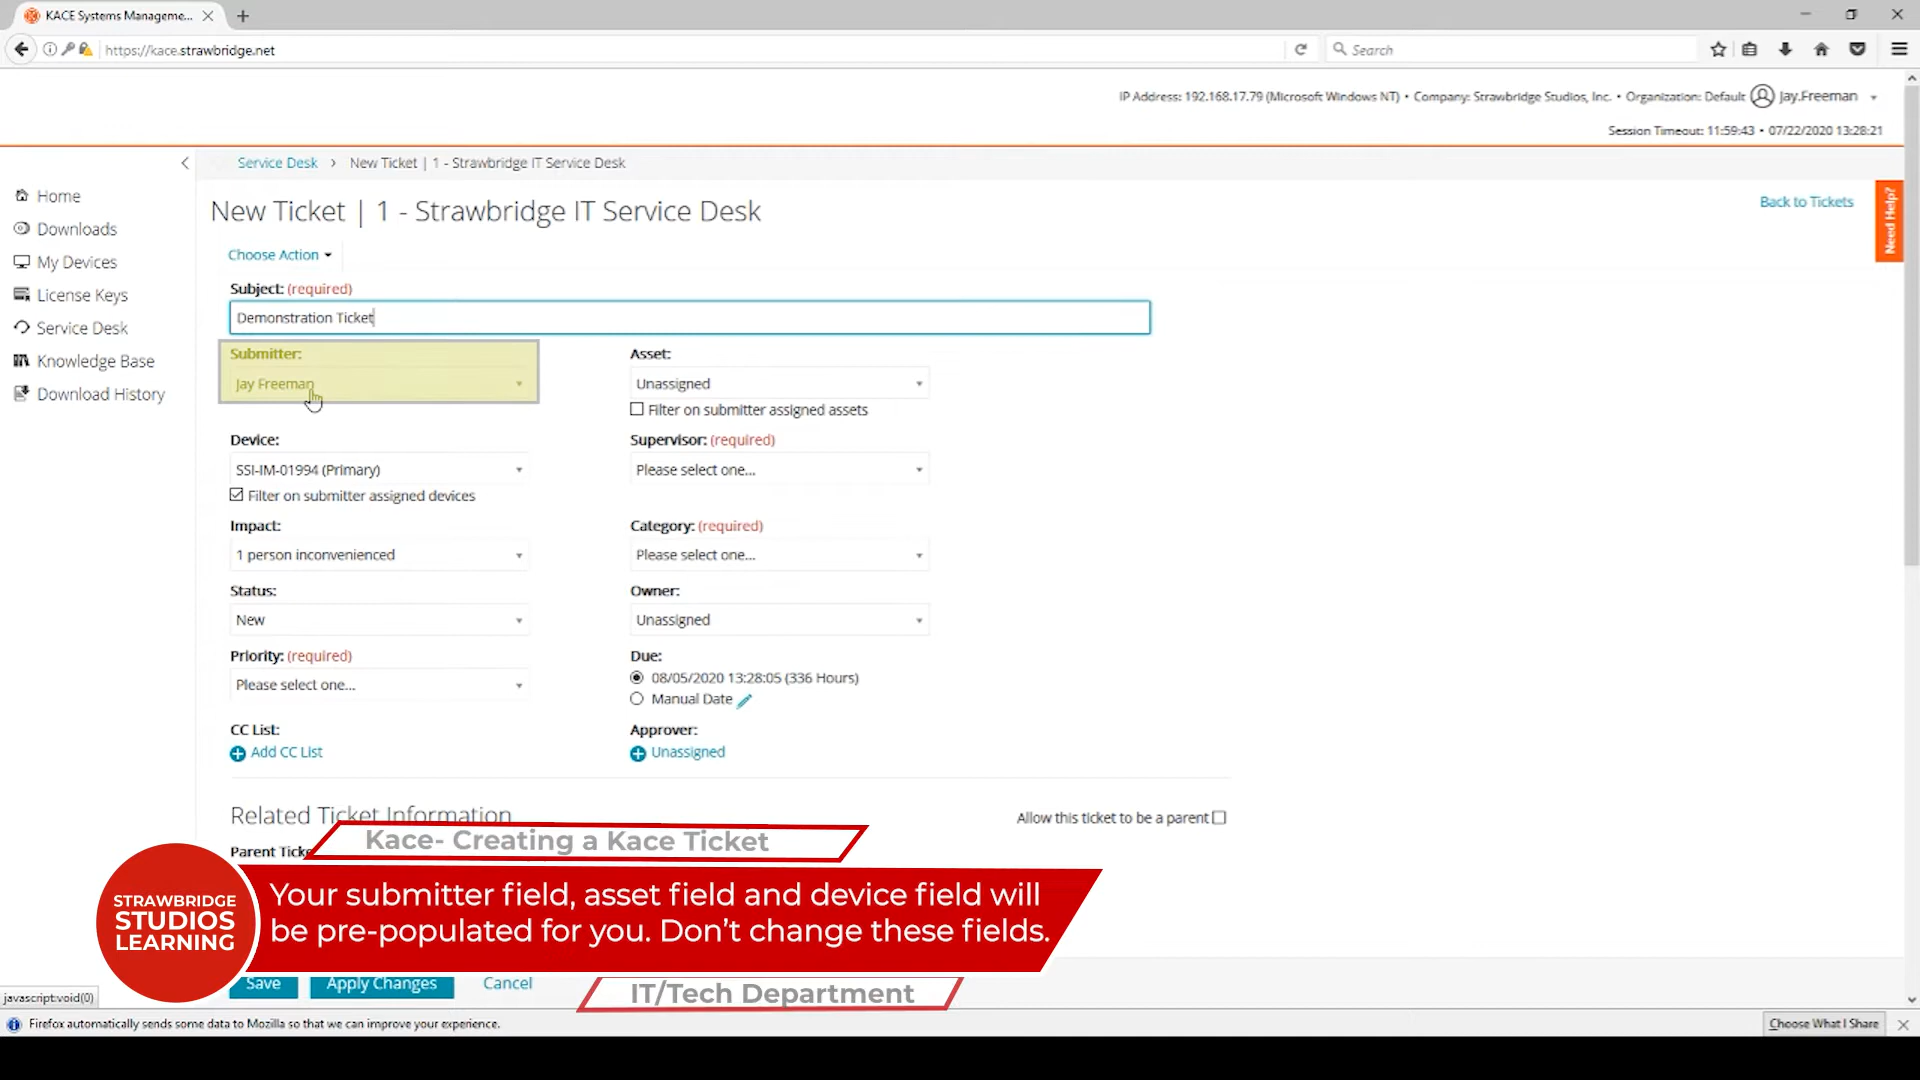 KACE Systems Manageme...
https://kace.strawbridge.net
Search
IP Address: 192.168.17.79 (Microsoft Windows NT) • Company: Strawbridge Studios, Inc. • Organization: Default Jay.Freeman
Session Timeout: 11:59:43 • 07/22/2020 13:28:21
Service Desk › New Ticket | 1 - Strawbridge IT Service Desk
Home
Downloads
My Devices
License Keys
Service Desk
Knowledge Base
Download History
New Ticket | 1 - Strawbridge IT Service Desk
Back to Tickets
Need Help?
Choose Action
Subject: (required)
Demonstration Ticket
Submitter:
Jay Freeman
Asset:
Unassigned
Filter on submitter assigned assets
Device:
SSI-IM-01994 (Primary)
Filter on submitter assigned devices
Supervisor: (required)
Please select one...
Impact:
1 person inconvenienced
Category: (required)
Please select one...
Status:
New
Owner:
Unassigned
Priority: (required)
Please select one...
Due:
08/05/2020 13:28:05 (336 Hours)
Manual Date
CC List:
Add CC List
Approver:
Unassigned
Related Ticket Information
Allow this ticket to be a parent
Parent Ticke
Kace- Creating a Kace Ticket
STRAWBRIDGE
STUDIOS
LEARNING
Your submitter field, asset field and device field will
be pre-populated for you. Don't change these fields.
Save
Apply Changes
Cancel
IT/Tech Department
javascript:void(0)
Firefox automatically sends some data to Mozilla so that we can improve your experience.
Choose What I Share